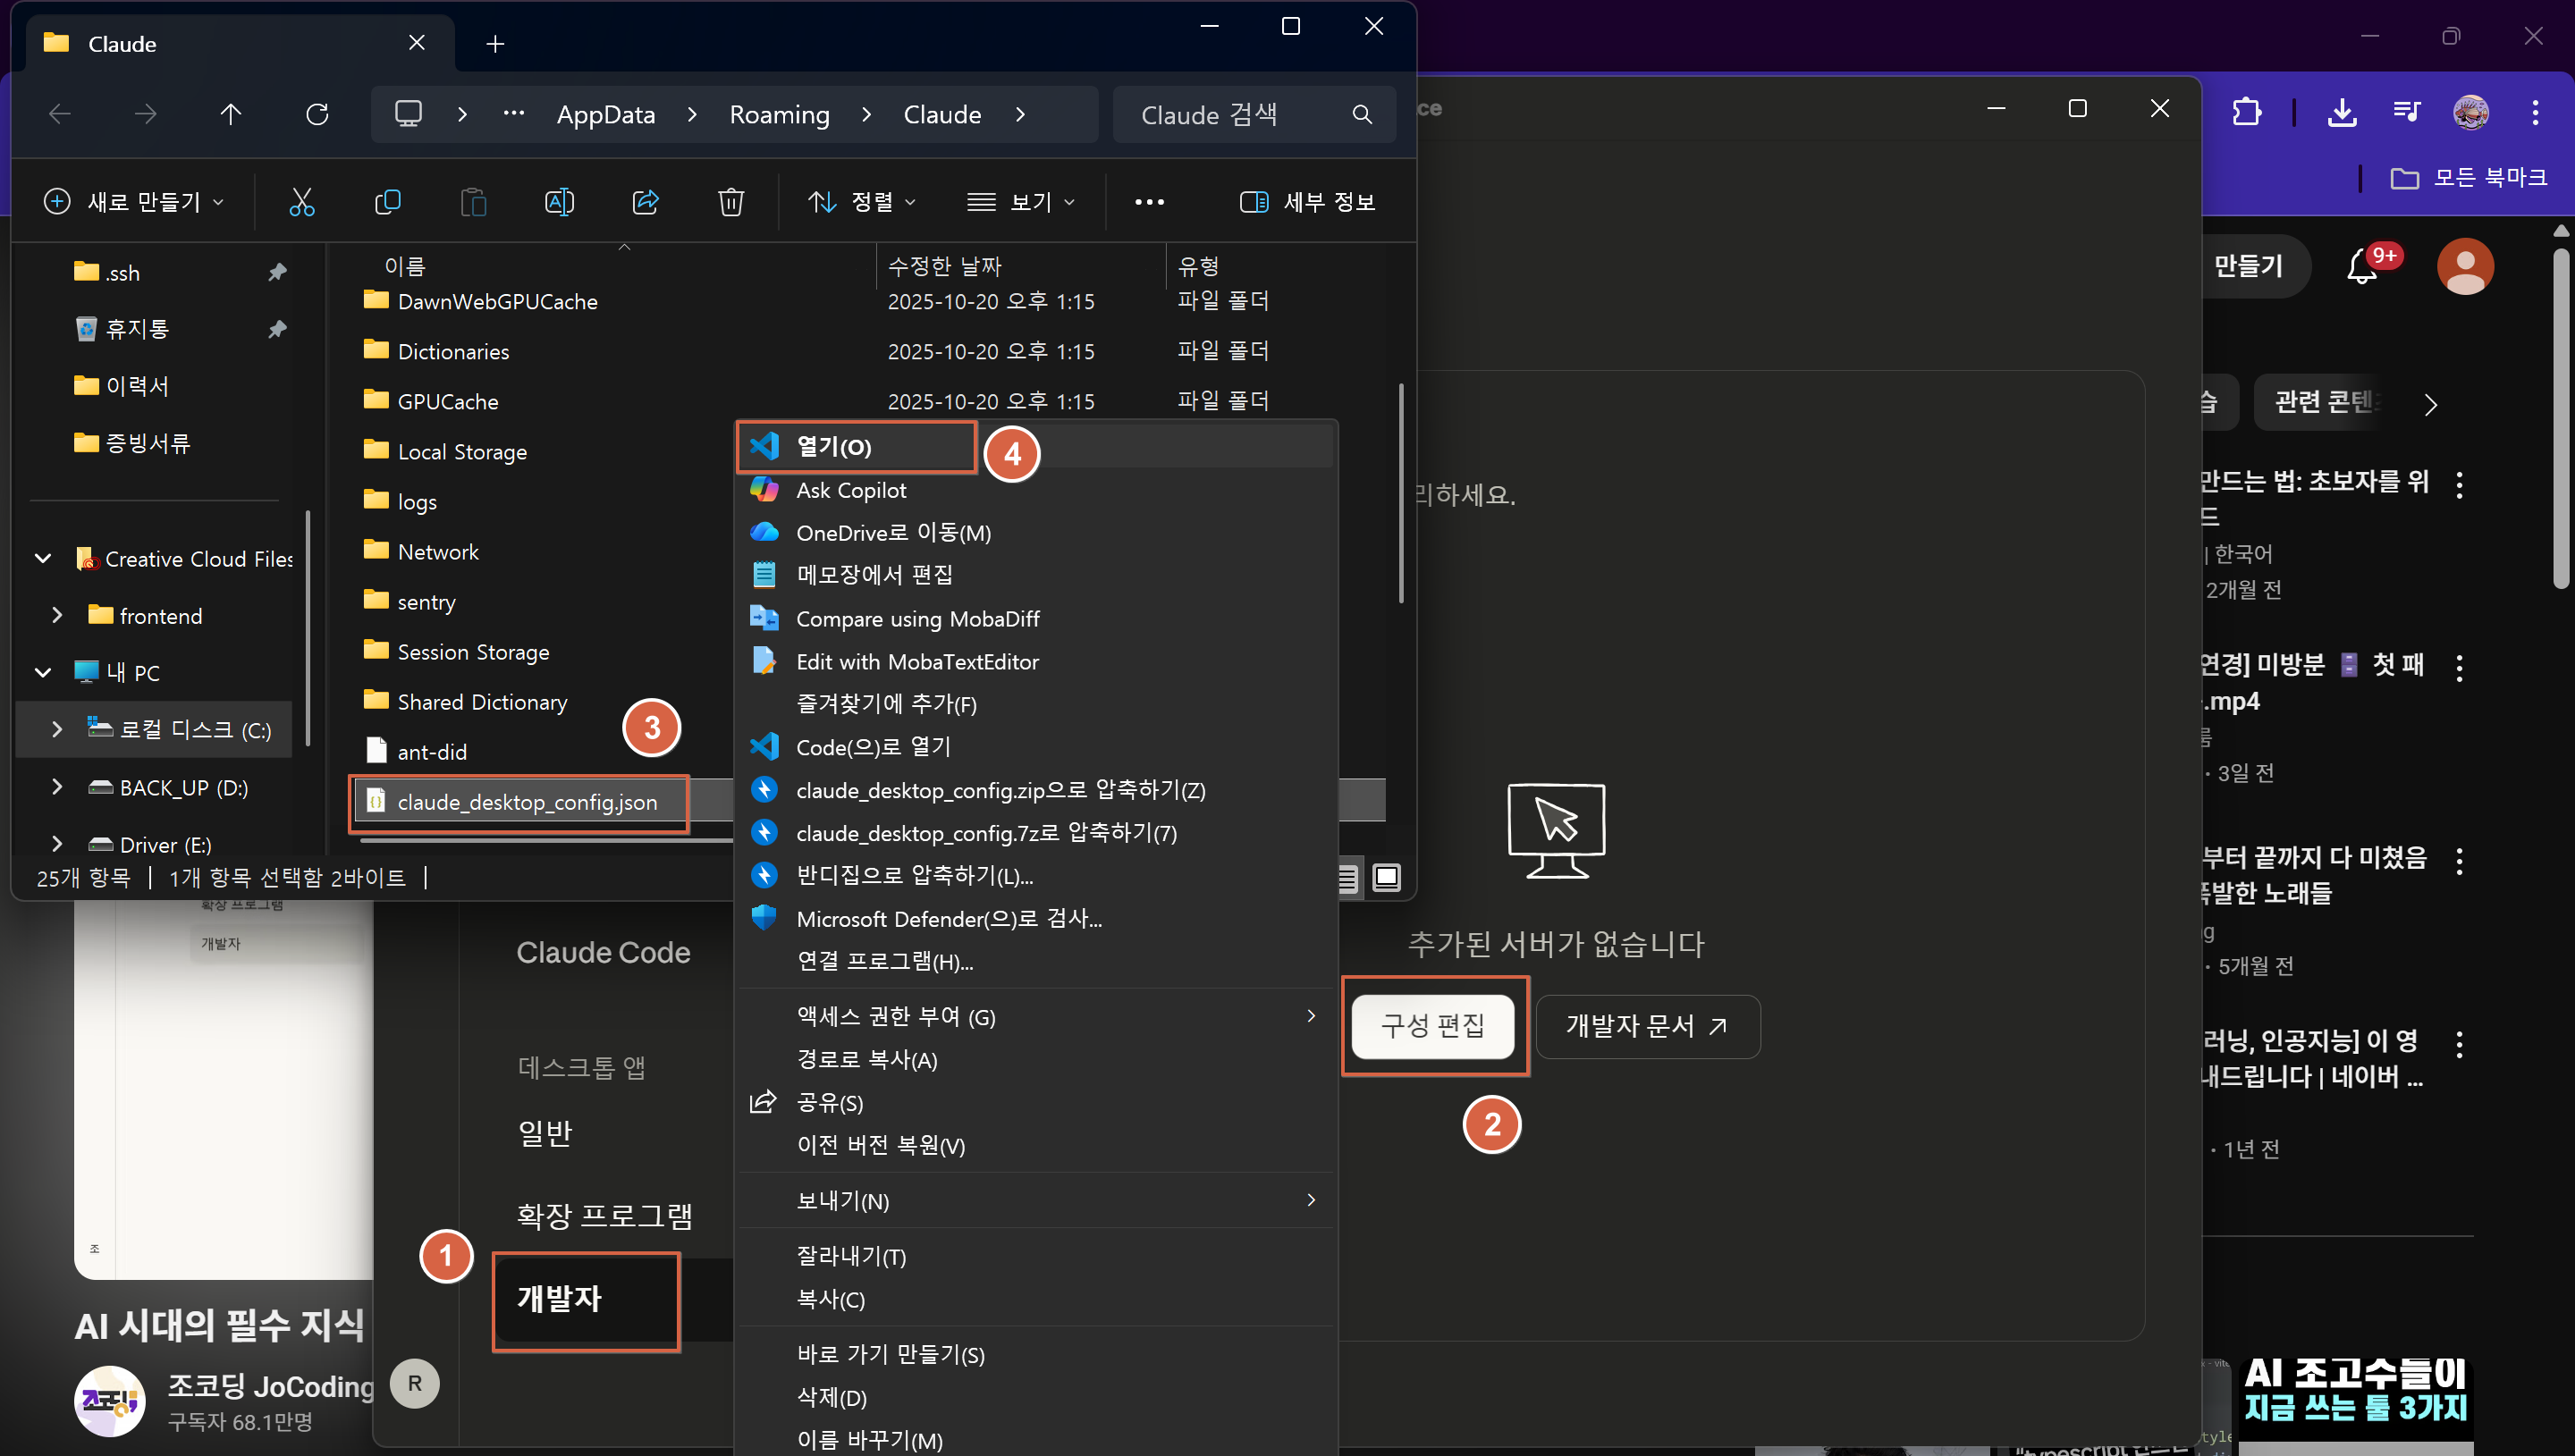 Claude
AppData
Roaming
Claude
Claude 검색
새로 만들기
정렬
보기
세부 정보
이름
수정한 날짜
유형
.ssh
휴지통
이력서
증빙서류
Creative Cloud Files
frontend
내 PC
로컬 디스크 (C:)
BACK_UP (D:)
Driver (E:)
DawnWebGPUCache 2025-10-20 오후 1:15 파일 폴더
Dictionaries 2025-10-20 오후 1:15 파일 폴더
GPUCache 2025-10-20 오후 1:15 파일 폴더
Local Storage
logs
Network
sentry
Session Storage
Shared Dictionary
ant-did
claude_desktop_config.json
3
25개 항목
1개 항목 선택함 2바이트
열기(O)
4
Ask Copilot
OneDrive로 이동(M)
메모장에서 편집
Compare using MobaDiff
Edit with MobaTextEditor
즐겨찾기에 추가(F)
Code(으)로 열기
claude_desktop_config.zip으로 압축하기(Z)
claude_desktop_config.7z로 압축하기(7)
반디집으로 압축하기(L)...
Microsoft Defender(으)로 검사...
연결 프로그램(H)...
액세스 권한 부여 (G)
경로로 복사(A)
공유(S)
이전 버전 복원(V)
보내기(N)
잘라내기(T)
복사(C)
바로 가기 만들기(S)
삭제(D)
이름 바꾸기(M)
ce
리하세요.
추가된 서버가 없습니다
구성 편집
개발자 문서
2
Claude Code
데스크톱 앱
일반
확장 프로그램
1
개발자
R
확장 프로그램
개발자
조
AI 시대의 필수 지식
조코딩 JoCoding
구독자 68.1만명
조코딩
모든 북마크
만들기
9+
습
관련 콘텐
만드는 법: 초보자를 위
드
| 한국어
2개월 전
연경] 미방분 첫 패
.mp4
· 3일 전
부터 끝까지 다 미쳤음
폭발한 노래들
g
· 5개월 전
러닝, 인공지능] 이 영
내드립니다 | 네이버 ...
· 1년 전
AI 조고수들이
지금 쓰는 툴 3가지